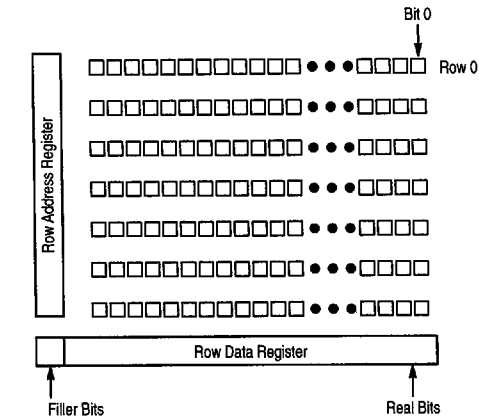 Bit 0
Row 0
Row Address Register
Row Data Register
Filler Bits
Real Bits